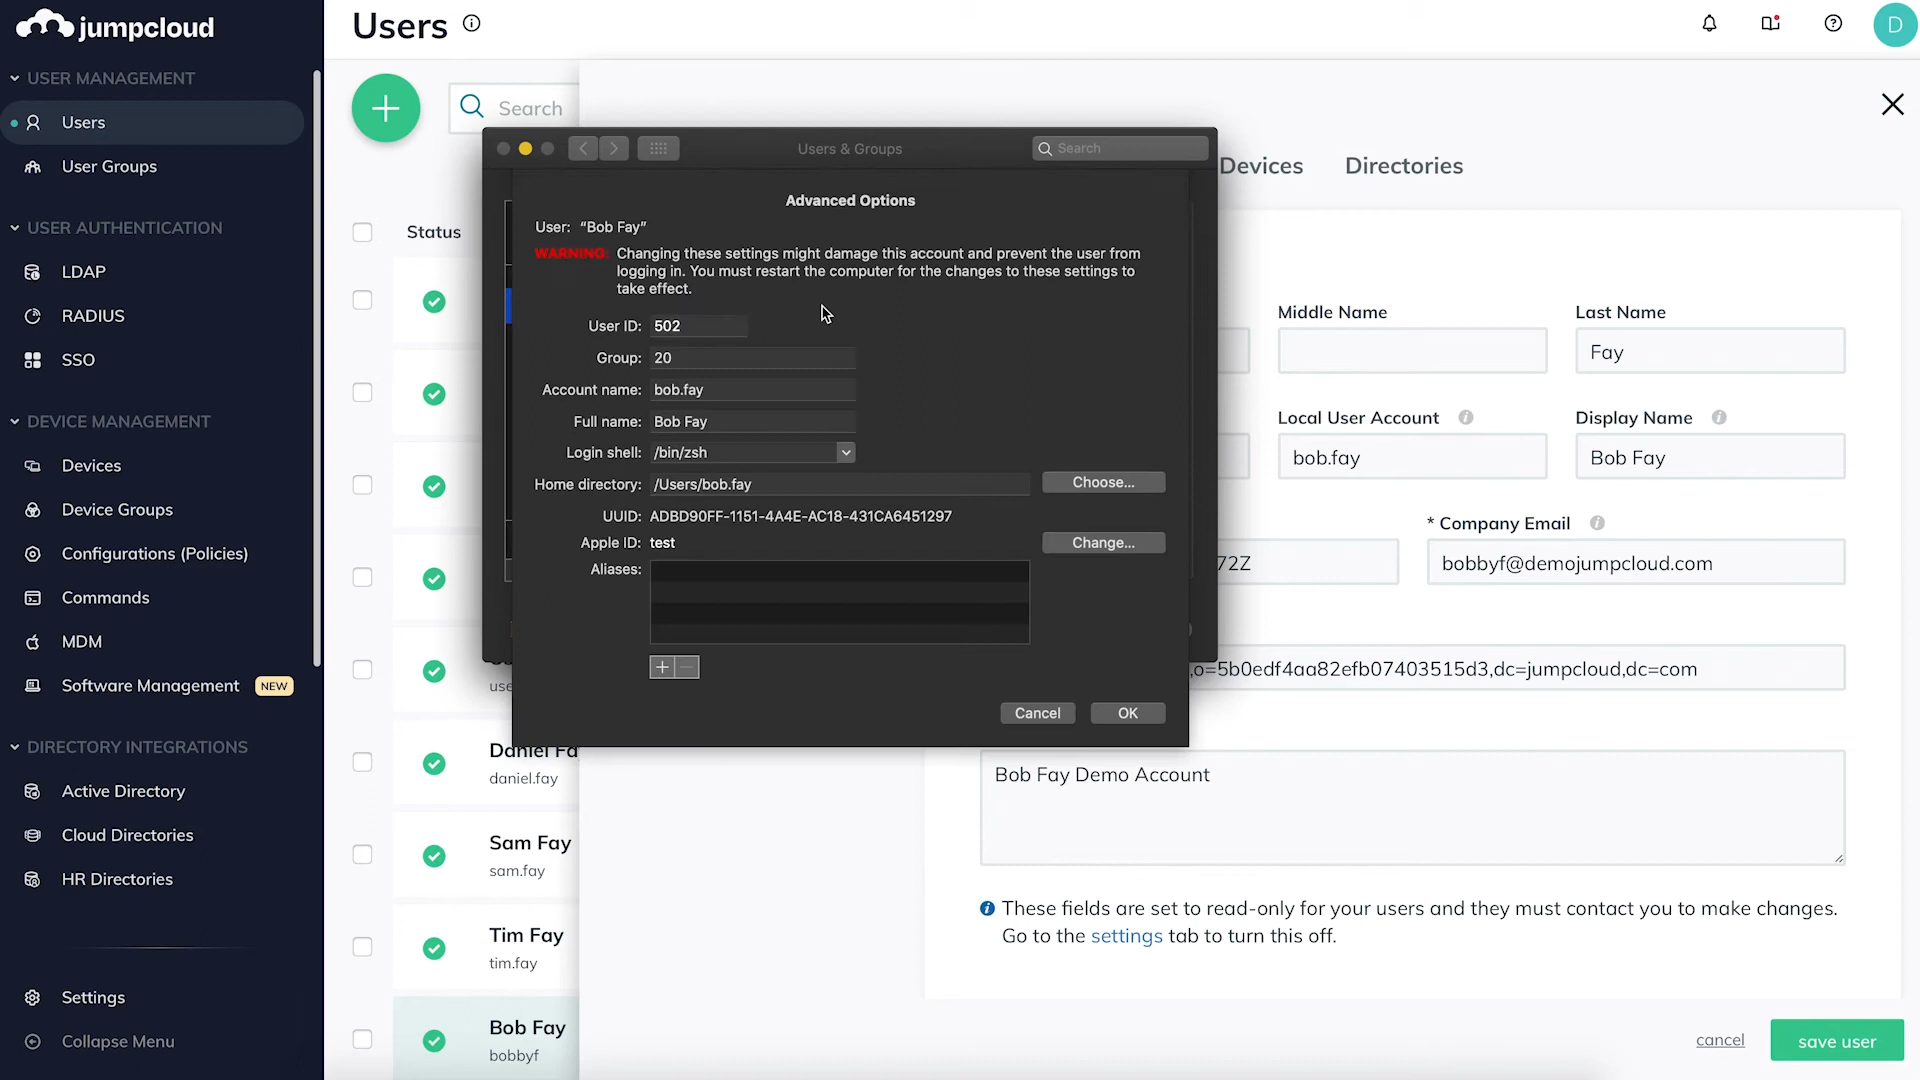 jumpcloud
USER MANAGEMENT
Users
User Groups
USER AUTHENTICATION
LDAP
RADIUS
SSO
DEVICE MANAGEMENT
Devices
Device Groups
Configurations (Policies)
Commands
MDM
Software Management NEW
DIRECTORY INTEGRATIONS
Active Directory
Cloud Directories
HR Directories
Settings
Collapse Menu
Users
D
Search
Status
Daniel Fa
daniel.fay
Sam Fay
sam.fay
Tim Fay
tim.fay
Bob Fay
bobbyf
Users & Groups
Search
Advanced Options
User: “Bob Fay”
WARNING: Changing these settings might damage this account and prevent the user from
logging in. You must restart the computer for the changes to these settings to
take effect.
User ID: 502
Group: 20
Account name: bob.fay
Full name: Bob Fay
Login shell: /bin/zsh
Home directory: /Users/bob.fay Choose...
UUID: ADBD90FF-1151-4A4E-AC18-431CA6451297
Apple ID: test Change...
Aliases:
Cancel OK
Devices Directories
Middle Name Last Name
Fay
Local User Account Display Name
bob.fay Bob Fay
* Company Email
72Z bobbyf@demojumpcloud.com
,o=5b0edf4aa82efb07403515d3,dc=jumpcloud,dc=com
Bob Fay Demo Account
These fields are set to read-only for your users and they must contact you to make changes.
Go to the settings tab to turn this off.
cancel save user